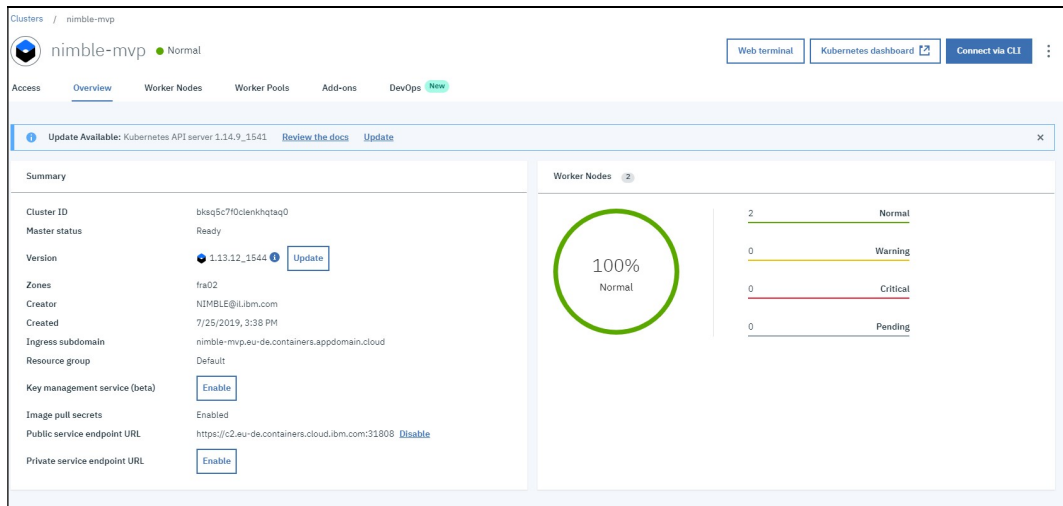 Clusters / nimble-mvp
nimble-mvp Normal
Web terminal Kubernetes dashboard Connect via CLI
Access Overview Worker Nodes Worker Pools Add-ons DevOps New
Update Available: Kubernetes API server 1.14.9_1541 Review the docs Update
Summary
Cluster ID bksq5c7f0clenkhqtaq0
Master status Ready
Version 1.13.12_1544 Update
Zones fra02
Creator NIMBLE@il.ibm.com
Created 7/25/2019, 3:38 PM
Ingress subdomain nimble-mvp.eu-de.containers.appdomain.cloud
Resource group Default
Key management service (beta) Enable
Image pull secrets Enabled
Public service endpoint URL https://c2.eu-de.containers.cloud.ibm.com:31808 Disable
Private service endpoint URL Enable
Worker Nodes 2
100%
Normal
2 Normal
0 Warning
0 Critical
0 Pending